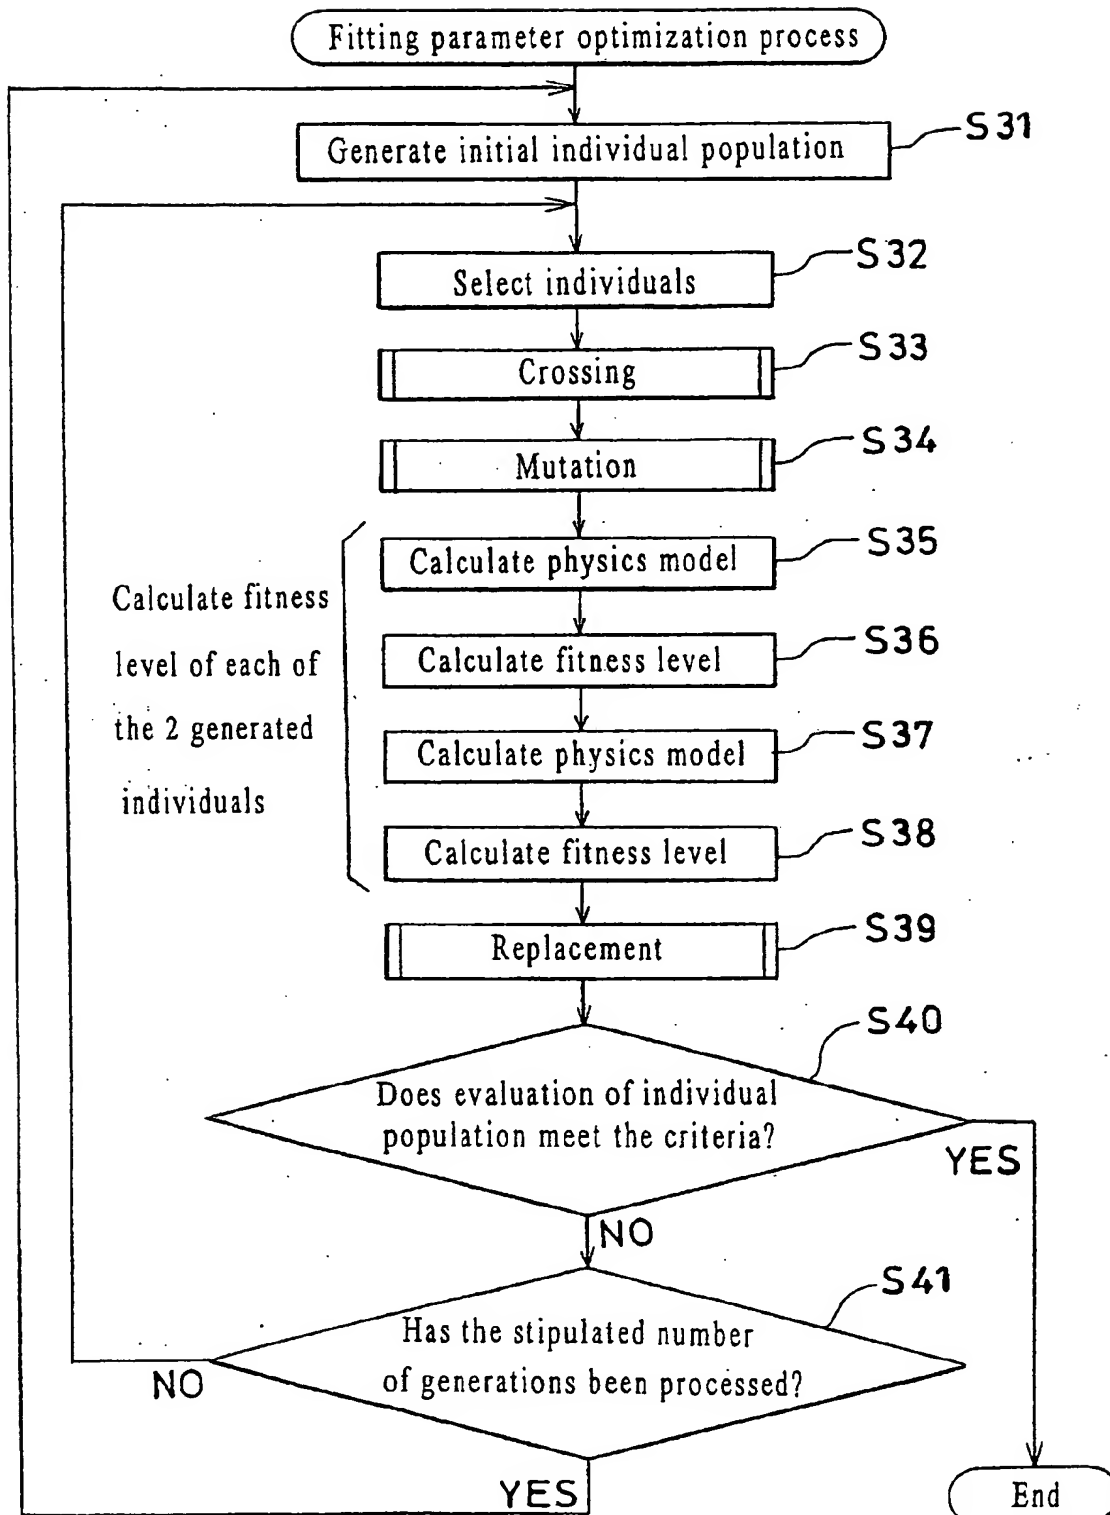 Fitting parameter optimization process
S31
Generate initial individual population
S32
Select individuals
S33
Crossing
S34
Mutation
S35
Calculate physics model
Calculate fitness
level of each of
the 2 generated
individuals
S36
Calculate fitness level
S37
Calculate physics model
S38
Calculate fitness level
S39
Replacement
S40
Does evaluation of individual
population meet the criteria?
YES
NO
S41
Has the stipulated number
of generations been processed?
NO
YES
End